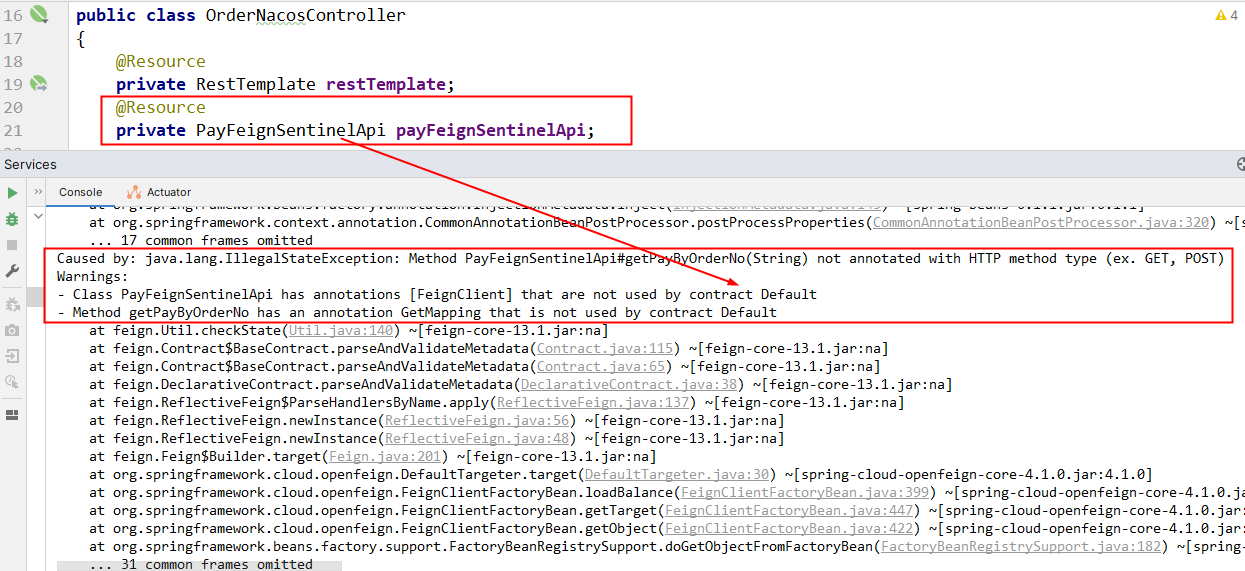 16 public class OrderNacosController
4
17 {
18 @Resource
19 private RestTemplate restTemplate;
20 @Resource
21 private PayFeignSentinelApi payFeignSentinelApi;
Services
Console Actuator
at org.springframework.context.annotation.CommonAnnotationBeanPostProcessor.postProcessProperties(CommonAnnotationBeanPostProcessor.java:320) ~[s
... 17 common frames omitted
Caused by: java.lang.IllegalStateException: Method PayFeignSentinelApi#getPayByOrderNo(String) not annotated with HTTP method type (ex. GET, POST)
Warnings:
- Class PayFeignSentinelApi has annotations [FeignClient] that are not used by contract Default
- Method getPayByOrderNo has an annotation GetMapping that is not used by contract Default
at feign.Util.checkState(Util.java:140) ~[feign-core-13.1.jar:na]
at feign.Contract$BaseContract.parseAndValidateMetadata(Contract.java:115) ~[feign-core-13.1.jar:na]
at feign.Contract$BaseContract.parseAndValidateMetadata(Contract.java:65) ~[feign-core-13.1.jar:na]
at feign.DeclarativeContract.parseAndValidateMetadata(DeclarativeContract.java:38) ~[feign-core-13.1.jar:na]
at feign.ReflectiveFeign$ParseHandlersByName.apply(ReflectiveFeign.java:137) ~[feign-core-13.1.jar:na]
at feign.ReflectiveFeign.newInstance(ReflectiveFeign.java:56) ~[feign-core-13.1.jar:na]
at feign.ReflectiveFeign.newInstance(ReflectiveFeign.java:48) ~[feign-core-13.1.jar:na]
at feign.Feign$Builder.target(Feign.java:201) ~[feign-core-13.1.jar:na]
at org.springframework.cloud.openfeign.DefaultTargeter.target(DefaultTargeter.java:30) ~[spring-cloud-openfeign-core-4.1.0.jar:4.1.0]
at org.springframework.cloud.openfeign.FeignClientFactoryBean.loadBalance(FeignClientFactoryBean.java:399) ~[spring-cloud-openfeign-core-4.1.0.ja
at org.springframework.cloud.openfeign.FeignClientFactoryBean.getTarget(FeignClientFactoryBean.java:447) ~[spring-cloud-openfeign-core-4.1.0.jar:
at org.springframework.cloud.openfeign.FeignClientFactoryBean.getObject(FeignClientFactoryBean.java:422) ~[spring-cloud-openfeign-core-4.1.0.jar:
at org.springframework.beans.factory.support.FactoryBeanRegistrySupport.doGetObjectFromFactoryBean(FactoryBeanRegistrySupport.java:182) ~[spring-
... 31 common frames omitted